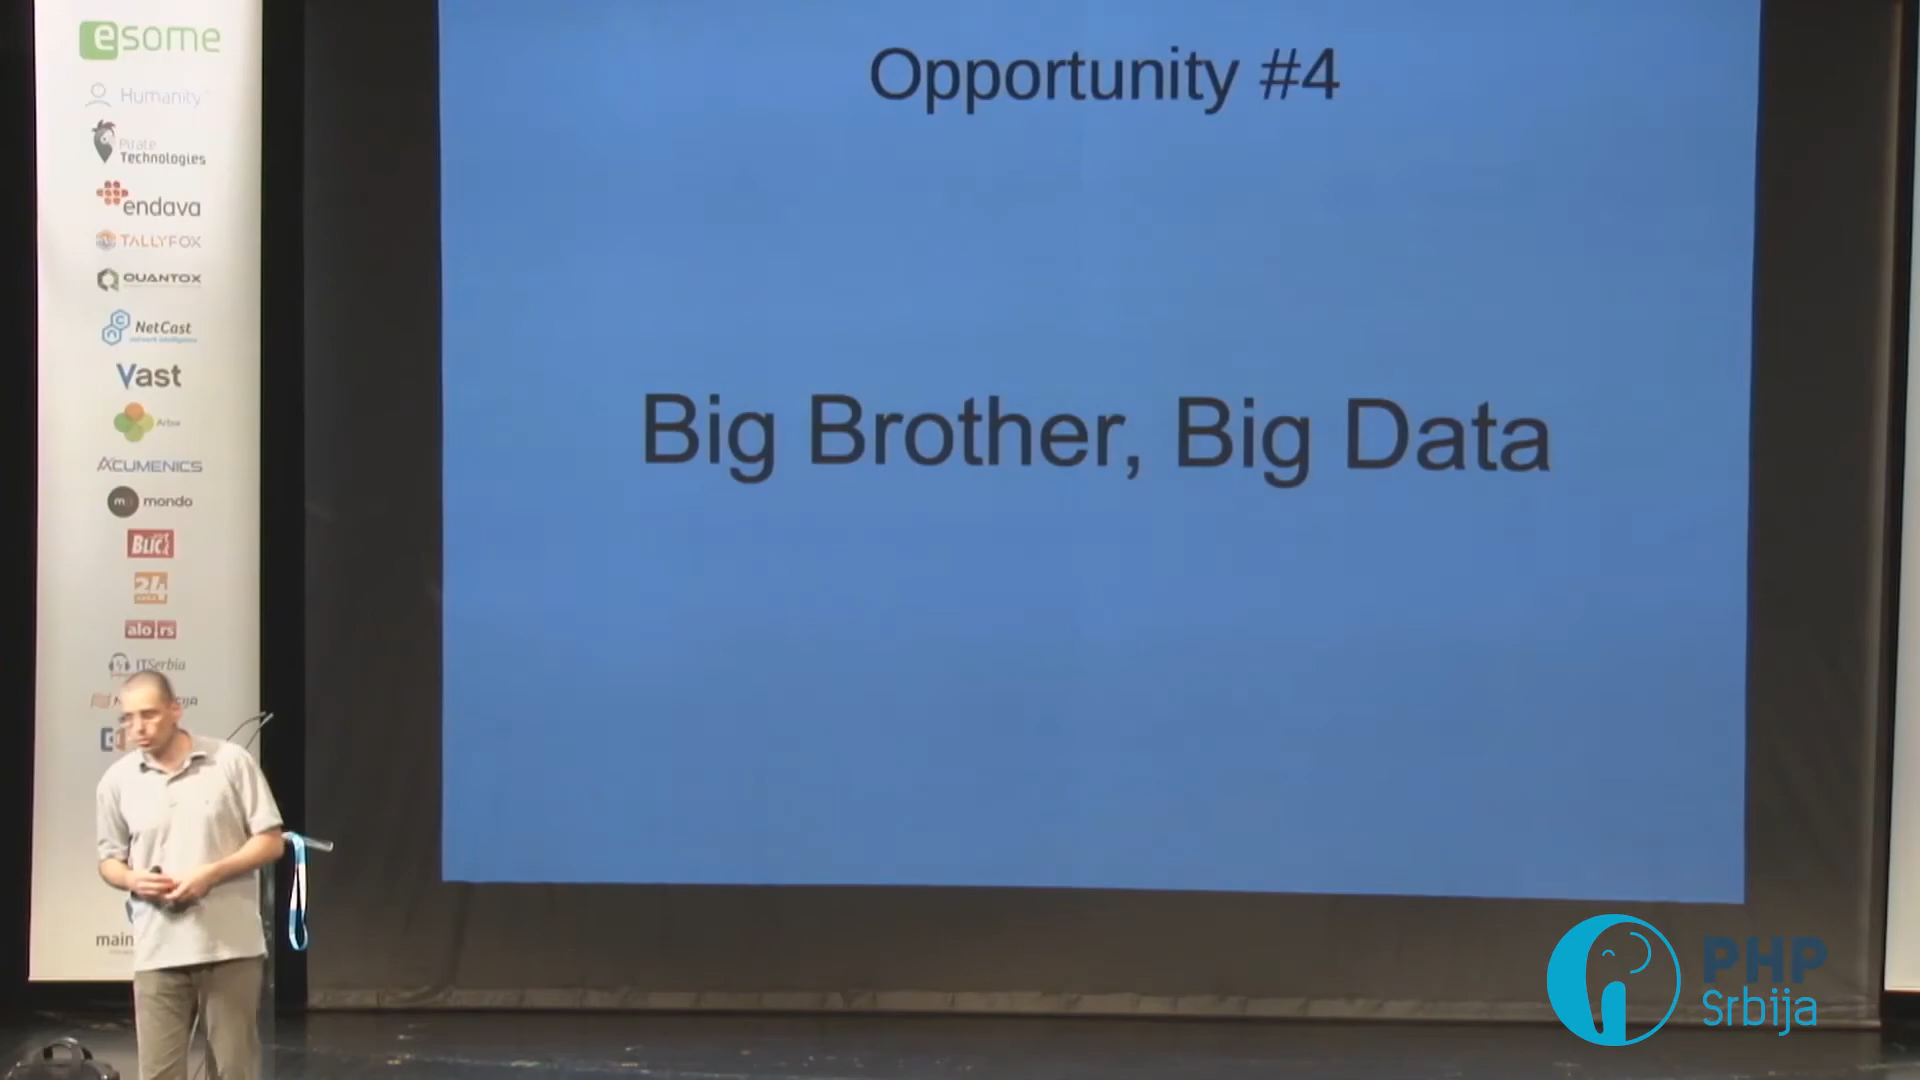 esome
Humanity
Pirate
Technologies
endava
TALLYFOX
QUANTOX
NetCast
Vast
ACUMENICS
mondo
BLIC
24
alo.rs
ITSerbia
main
Opportunity #4
Big Brother, Big Data
PHP
Srbija